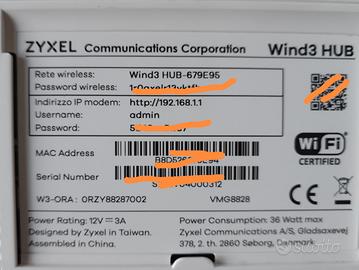 ZYXEL Communications Corporation Wind3 HUB
Rete wireless: Wind3 HUB-679E95
Password wireless:
Indirizzo IP modem: http://192.168.1.1
Username: admin
Password:
MAC Address
Serial Number
WiFi
CERTIFIED
W3-ORA : 0RZY88287002 VMG8828
Power Rating: 12V ⎓ 3A
Designed by Zyxel in Taiwan.
Assembled in China.
Power Consumption: 36 Watt max
Zyxel Communications A/S, Gladsaxevej
378, 2. th. 2860 Søborg, Danmark
subito